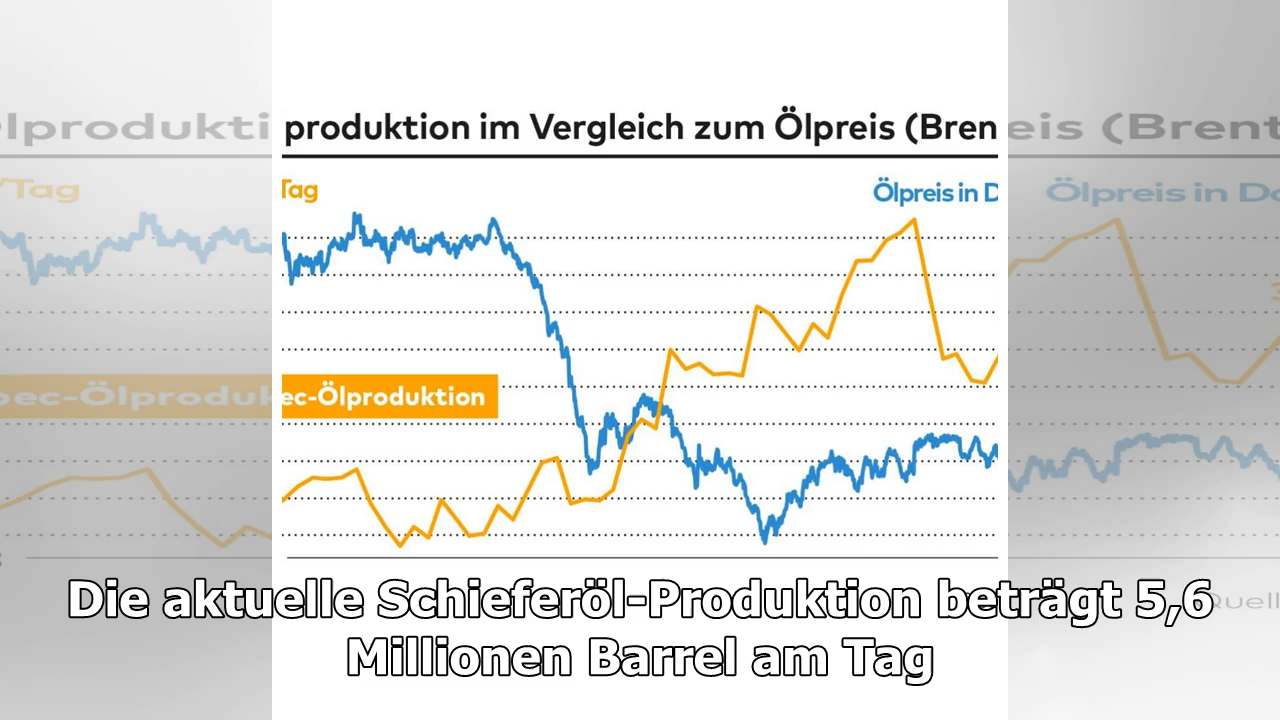 produktion im Vergleich zum Ölpreis (Bren
Tag
Ölpreis in D
ec-Ölproduktion
Die aktuelle Schieferöl-Produktion beträgt 5,6
Millionen Barrel am Tag